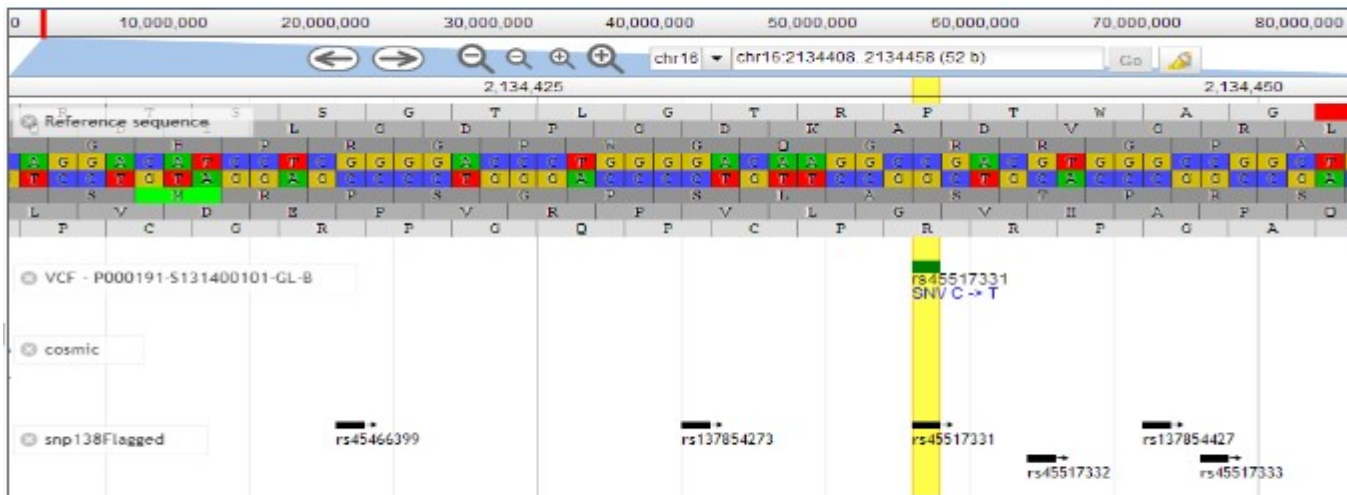 0 10,000,000 20,000,000 30,000,000 40,000,000 50,000,000 60,000,000 70,000,000 80,000,000
chr16 chr16:2134408..2134458 (52 b) Go
2,134,425 2,134,450
Reference sequence
S G T L G T R P T W A G
L G D P G D K A D V G R L
A G G A C A T C C T C G G G G A C C C T G G G G A C A A G G C C G A C G T G G G C C G G C T
T C C T G T A G G A G C C C C T G G G A C C C C T G T T C C G G C T G C A C C C G G C C G A
S M R P S G P S L A S T P R S
L V D E P V R P V L G V H A P Q
P C G R P G Q P C P R R P G A
VCF - P000191-S131400101-GL-B
rs45517331
SNV C -> T
cosmic
snp138Flagged
rs45466399 rs137854273 rs45517331 rs137854427
rs45517332 rs45517333